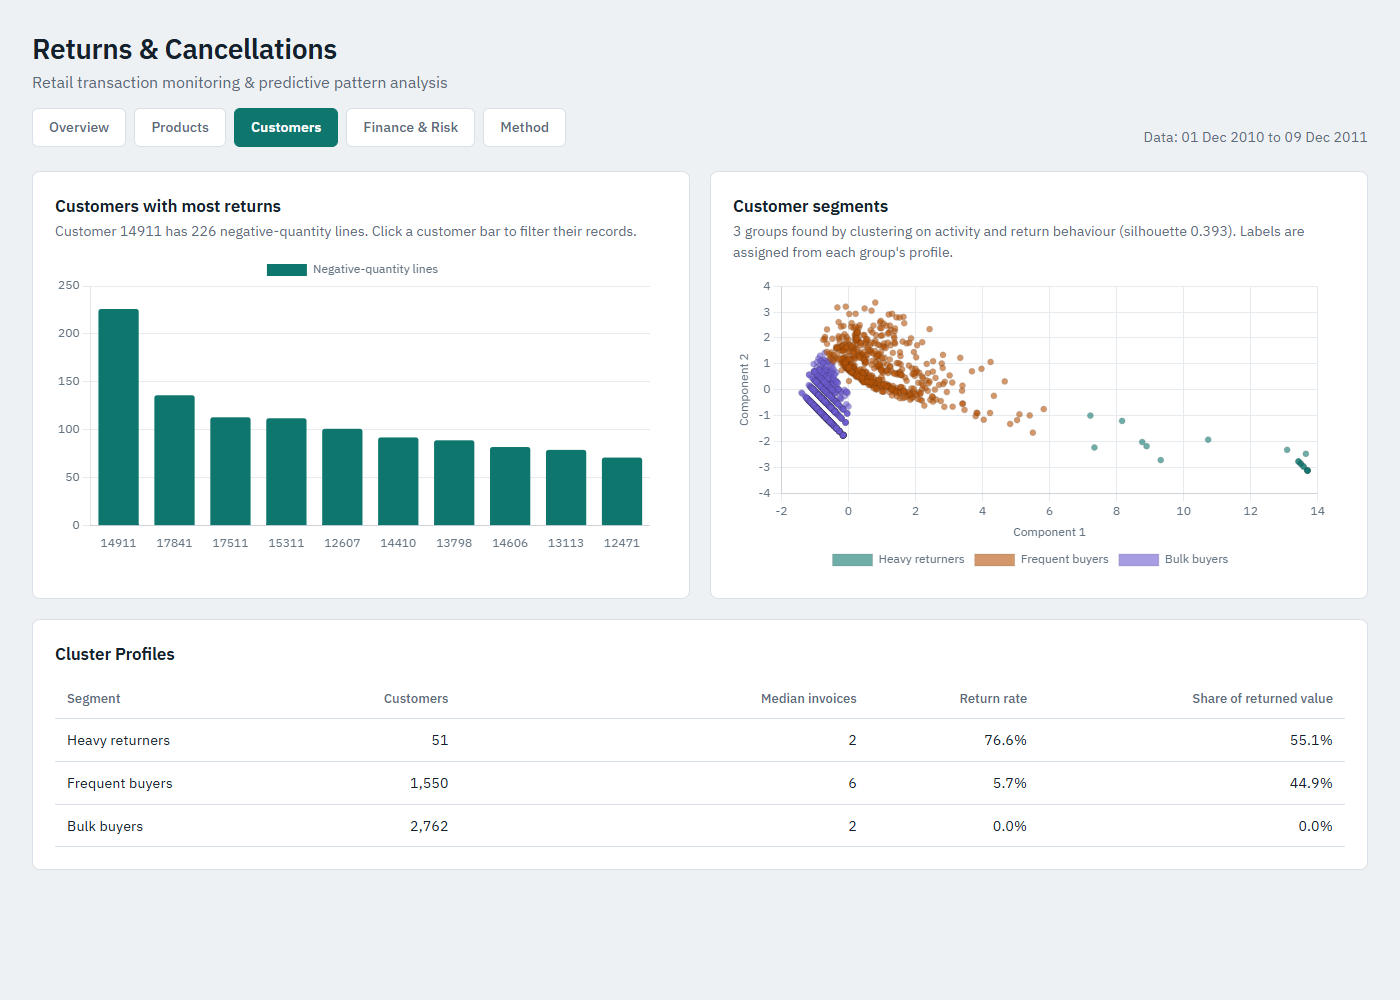 Returns & Cancellations
Retail transaction monitoring & predictive pattern analysis
Overview
Products
Customers
Finance & Risk
Method
Data: 01 Dec 2010 to 09 Dec 2011
Customers with most returns
Customer 14911 has 226 negative-quantity lines. Click a customer bar to filter their records.
Negative-quantity lines
250
200
150
100
50
0
14911 17841 17511 15311 12607 14410 13798 14606 13113 12471
Customer segments
3 groups found by clustering on activity and return behaviour (silhouette 0.393). Labels are
assigned from each group's profile.
4
3
2
1
0
-1
-2
-3
-4
Component 2
-2 0 2 4 6 8 10 12 14
Component 1
Heavy returners Frequent buyers Bulk buyers
Cluster Profiles
Segment Customers Median invoices Return rate Share of returned value
Heavy returners 51 2 76.6% 55.1%
Frequent buyers 1,550 6 5.7% 44.9%
Bulk buyers 2,762 2 0.0% 0.0%